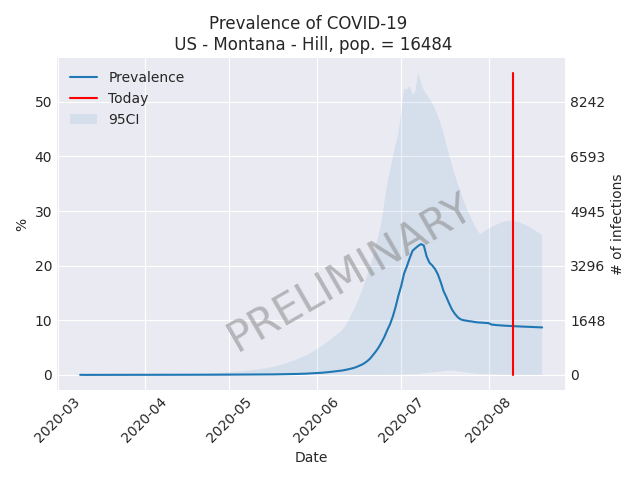 Prevalence of COVID-19
US - Montana - Hill, pop. = 16484
Prevalence
Today
95CI
PRELIMINARY
%
50
40
30
20
10
0
8242
6593
4945
3296
1648
0
# of infections
2020-03
2020-04
2020-05
2020-06
2020-07
2020-08
Date